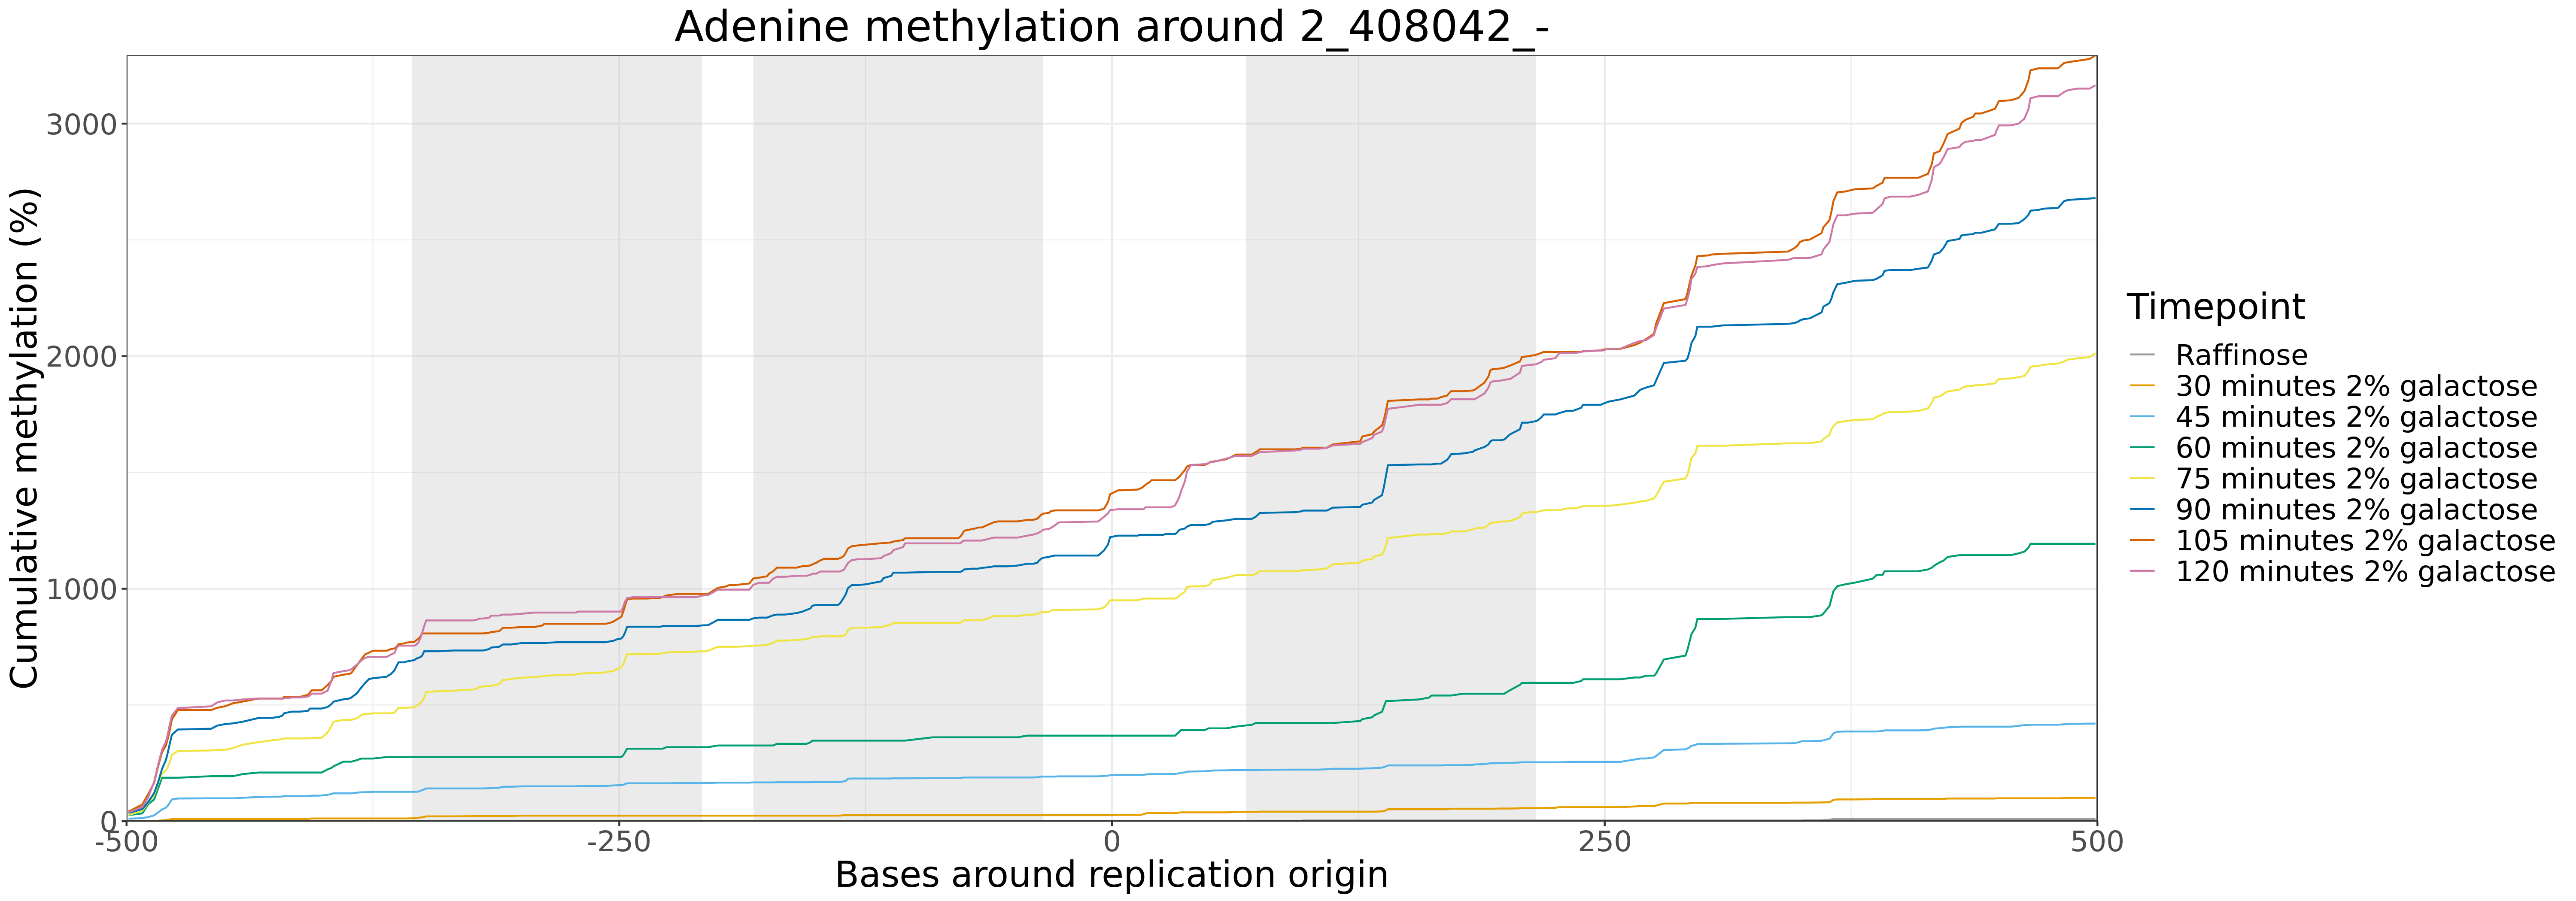 Adenine methylation around 2_408042_-
Cumulative methylation (%)
3000
2000
1000
0
-500
-250
0
250
500
Bases around replication origin
Timepoint
Raffinose
30 minutes 2% galactose
45 minutes 2% galactose
60 minutes 2% galactose
75 minutes 2% galactose
90 minutes 2% galactose
105 minutes 2% galactose
120 minutes 2% galactose